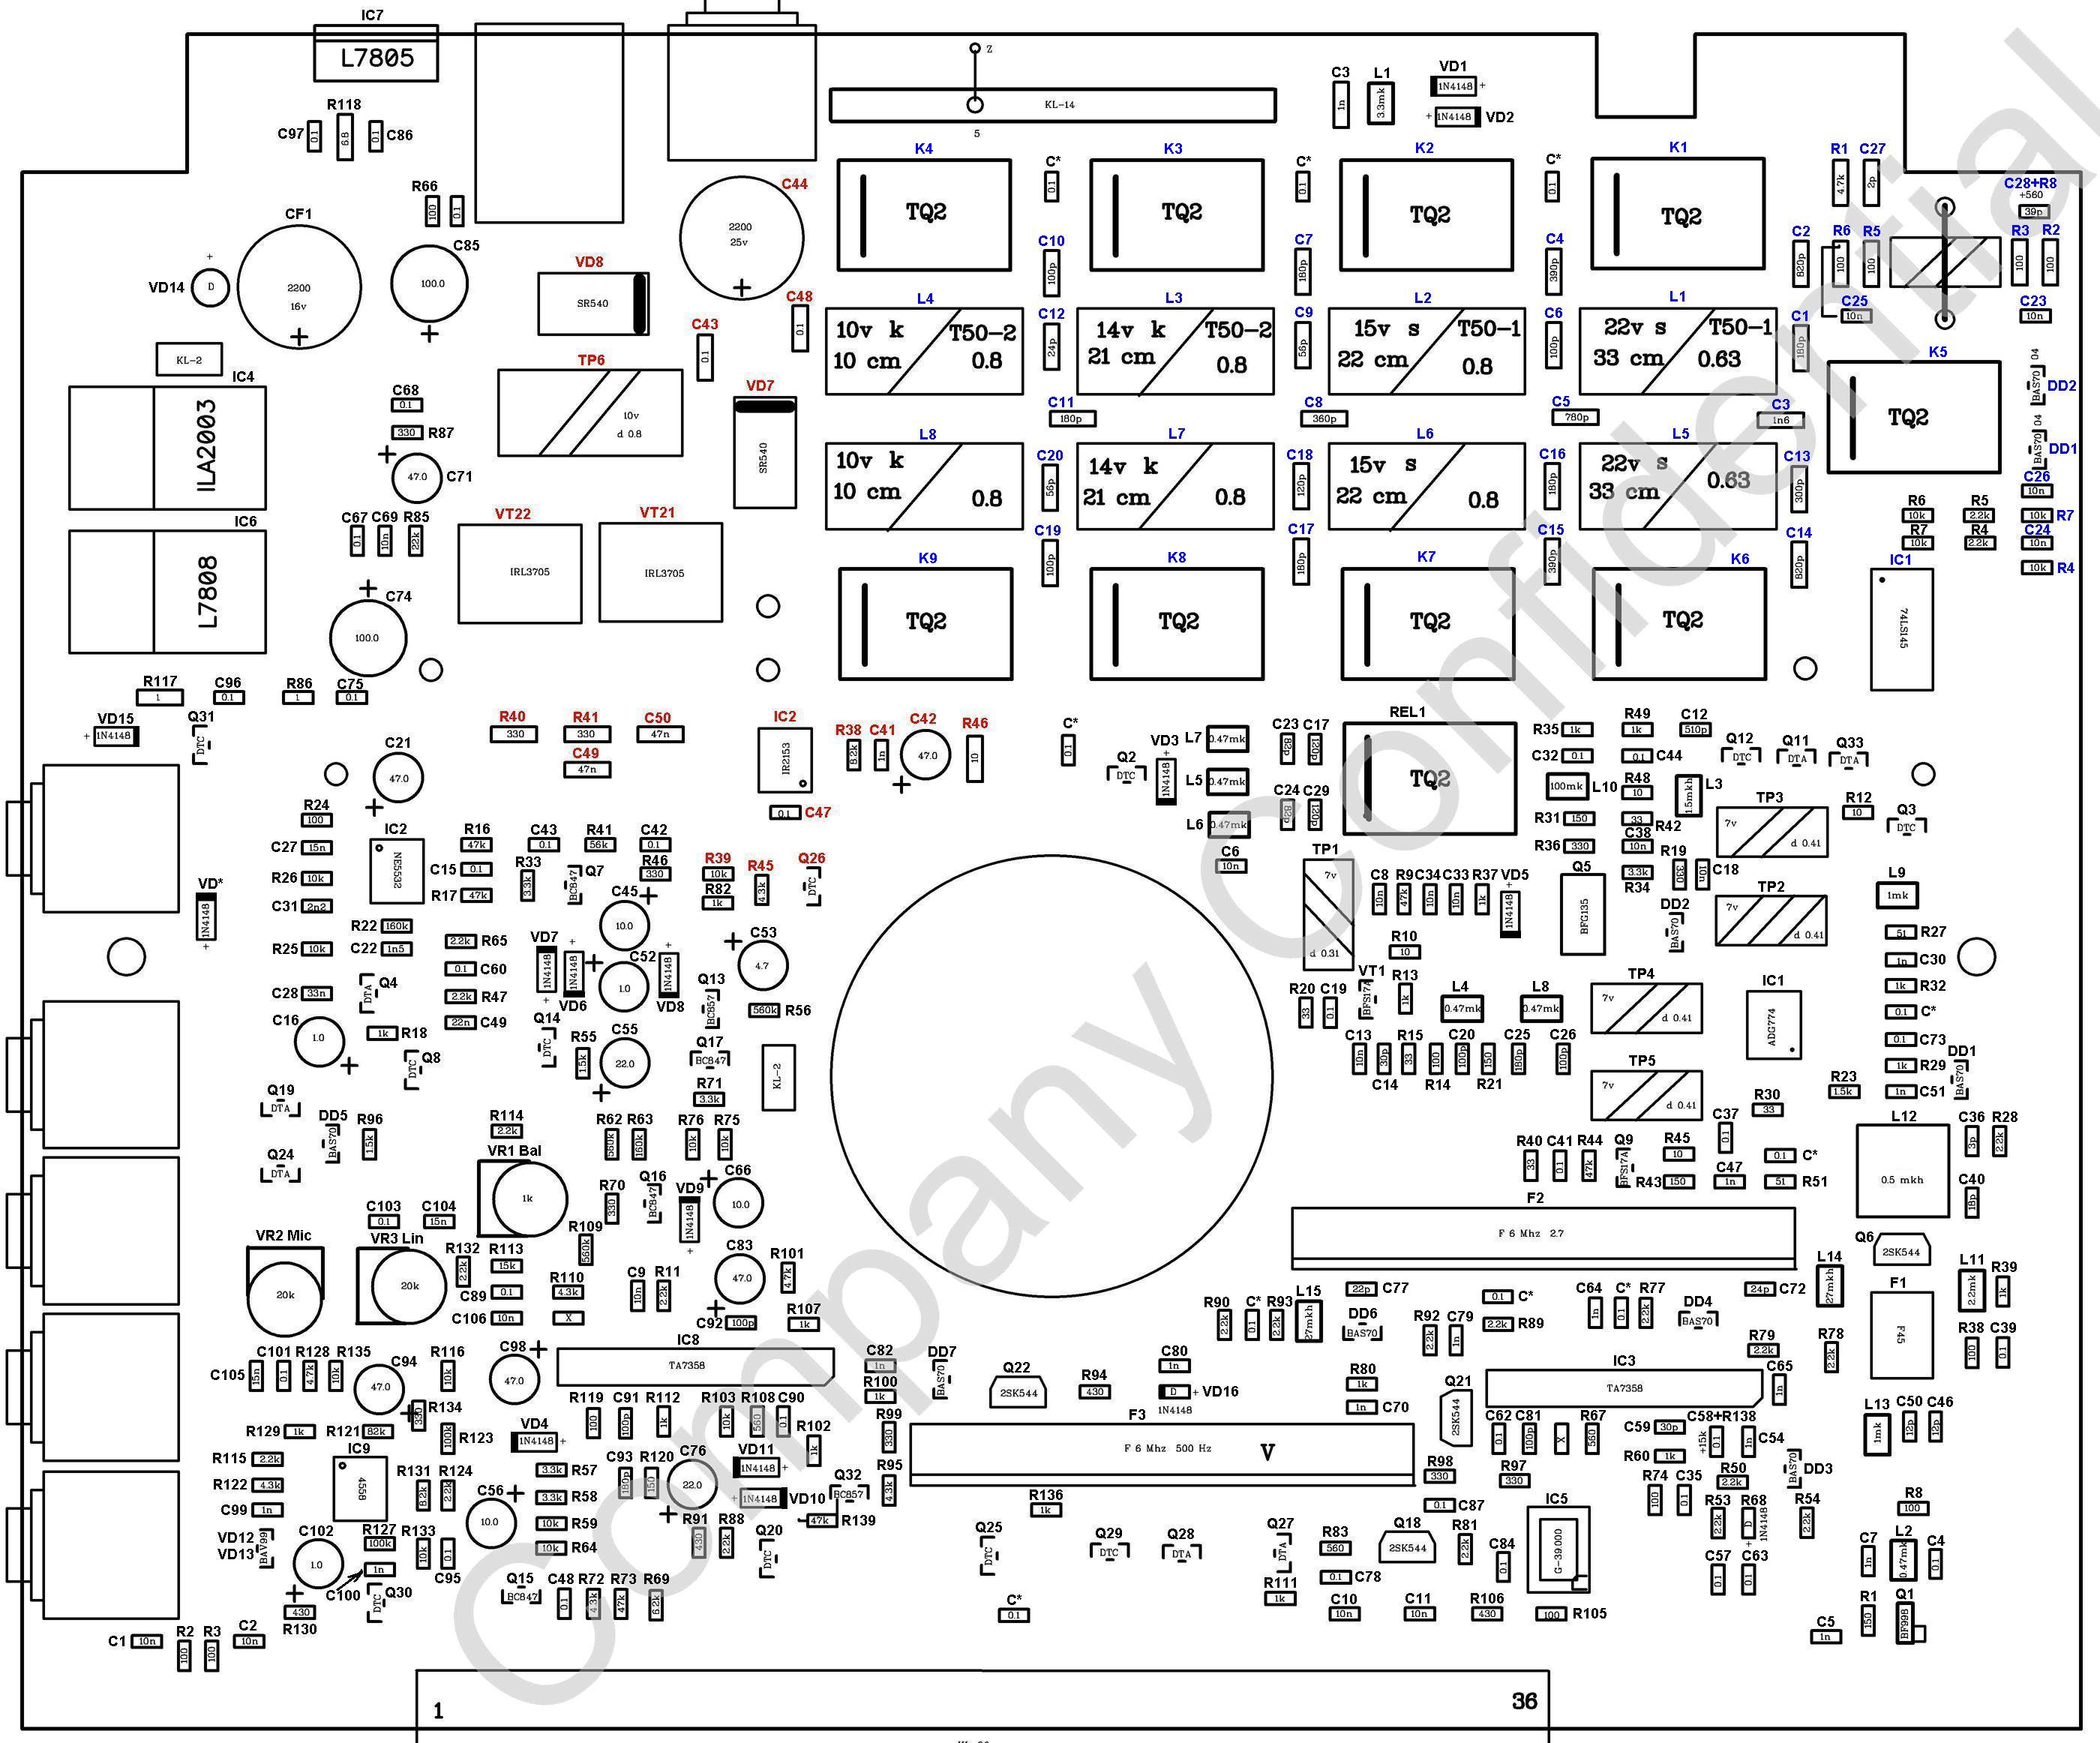 IC7
L7805
Z
KL-14
5
C3 L1 VD1
1n 3.3mk 1N4148 +
+ 1N4148 VD2
R118
C97 0.1 6.8 0.1 C86
K4 C* K3 C* K2 C* K1 R1 C27
TQ2 0.1 TQ2 0.1 TQ2 0.1 TQ2 4.7k 2p
C28+R8
+560
39p
R66
100 0.1
C44
2200
25v
+
CF1
2200
16v
+
C85
100.0
+
VD14 D +
C10 C7 C4 C2 R6 R5 R3 R2
100p 180p 390p 820p 100 100 100 100
VD8
SR540
C48
0.1
C43
0.1
C25 C23
10n 10n
L4 C12 L3 C9 L2 C6 L1 C1
10v k T50-2 24p 14v k T50-2 56p 15v s T50-1 100p 22v s T50-1 180p
10 cm 0.8 21 cm 0.8 22 cm 0.8 33 cm 0.63
KL-2
IC4
ILA2003
TP6
10v
d 0.8
VD7
SR540
K5
TQ2
04
BAS70 DD2
04
BAS70 DD1
C68
0.1
330 R87
+
47.0 C71
C11 C8 C5 C3
180p 360p 780p 1n6
L8 C20 L7 C18 L6 C16 L5 C13
10v k 56p 14v k 120p 15v s 180p 22v s 300p
10 cm 0.8 21 cm 0.8 22 cm 0.8 33 cm 0.63
C26
10n
R6 R5
10k 2.2k 10k R7
R7 R4 C24
10k 2.2k 10n
10k R4
IC6
L7808
C67 C69 R85
0.1 10n 22k
VT22 VT21
IRL3705 IRL3705
C19 C17 C15 C14
100p 180p 390p 820p
K9 K8 K7 K6 IC1
TQ2 TQ2 TQ2 TQ2 74LS145
+
C74
100.0
R117 C96 R86 C75
1 0.1 1 0.1
VD15 Q31
+ 1N4148 DTC
R40 R41 C50
330 330 47n
C49
47n
IC2
IR2153
R38 C41 C42 R46
8.2k 1n 47.0 10
+
0.1 C47
C*
0.1
Q2
DTC
VD3
+
1N4148
L7 0.47mk
L5 0.47mk
L6 0.47mk
C23 C17
82p 120p
C24 C29
82p 120p
C6
10n
REL1
TQ2
R35 1k R49 1k C12 510p
C32 0.1 0.1 C44
100mk L10 R48 10
R31 150 33 R42
R36 330 C38 10n
3.3k R34
1.5mkh L3
Q12 Q11 Q33
DTC DTA DTA
TP3
7v
d 0.41
R12
10
Q3
DTC
C21
47.0
+
R24
100
C27 15n
R26 10k
C31 2n2
R25 10k
IC2
NE5532
R16
47k
C15 0.1
R17 47k
C43 R41 C42
0.1 56k 0.1
R33
3.3k
Q7
BC847
R46
330
R39
10k
R82
1k
R45
4.3k
Q26
DTC
VD*
1N4148
+
R22 160k
C22 1n5
2.2k R65
0.1 C60
2.2k R47
22n C49
C45
10.0
+
VD7
1N4148
+
+
1N4148
VD6
C52
1.0
+
1N4148
VD8
+ C53
4.7
560k R56
Q13
BC857
TP1
7v
d 0.31
C8 R9 C34 C33 R37 VD5
10n 47k 10n 10n 1k + 1N4148
Q5
BFG135
R19 C18
330 10n
DD2
BAS70
TP2
7v
d 0.41
L9
1mk
51 R27
1n C30
1k R32
0.1 C*
0.1 C73
1k R29
1n C51
C28 33n
Q4
DTA
C16
1.0
+
1k R18
Q8
DTC
Q14
DTC
R55
1.5k
C55
22.0
+
Q17
BC847
R71
3.3k
KL-2
R10
10
VT1
BFS17A
R13
1k
R20 C19
33 0.1
L4 L8
0.47mk 0.47mk
C13 R15 C20 C25 C26
10n 30p 33 100 100p 150 180p 100p
C14 R14 R21
TP4
7v
d 0.41
IC1
ADG774
TP5
7v
d 0.41
R30
33
R23
1.5k
DD1
BAS70
Q19
DTA
Q24
DTA
DD5
BAS70
R96
1.5k
R114
2.2k
VR1 Bal
1k
R62 R63
560k 160k
R76 R75
10k 10k
R70
330
Q16
BC847
VD9
1N4148
+
+ C66
10.0
R40 C41 R44 Q9
33 0.1 47k BFS17A
R45
10
R43 150
C37
0.1
C47
1n
0.1 C*
51 R51
L12
0.5 mkh
C36 R28
3p 2.2k
C40
18p
F2
F 6 Mhz 2.7
Q6
2SK544
VR2 Mic
20k
C103 C104
0.1 15n
VR3 Lin
20k
R132 R113
2.2k 15k
C89 0.1
C106 10n
R109
560k
R110
4.3k
X
C9 R11
10n 2.2k
C83
47.0
+
R101
4.7k
C92 100p
R107
1k
22p C77
R90 C* R93 L15
2.2k 0.1 2.2k 27mkh
DD6
BAS70
R92 C79
2.2k 1n
0.1 C*
2.2k R89
C64 C* R77
1n 0.1 2.2k
DD4
BAS70
24p C72
L14
27mkh
F1
F45
L11 R39
2.2mk 1k
R38 C39
100 0.1
R79
2.2k
R78
2.2k
C105 C101 R128 R135 C94
15n 0.1 4.7k 10k 47.0
+
R116
10k
C98 +
47.0
IC8
TA7358
C82
1n
R100
1k
DD7
BAS70
Q22
2SK544
R94
430
C80
1n
D + VD16
1N4148
R80
1k
1n C70
Q21
2SK544
IC3
TA7358
C65
1n
R134
330
R129 1k
R121 82k
100k R123
VD4
1N4148 +
R119 C91 R112 R103 R108 C90
100 100p 1k 10k 560 0.1
R102
1k
R99
330
F3
F 6 Mhz 500 Hz V
C62 C81 R67
0.1 100p X 560
C59 30p
R60 1k
C58+R138
+15k 0.1 1n C54
L13
1mk
C50 C46
12p 12p
R115 2.2k
R122 4.3k
C99 1n
IC9
4558
R131 R124
8.2k 2.2k
3.3k R57
3.3k R58
10k R59
10k R64
C93 R120
180p 150
C76
22.0
+
VD11
1N4148 +
+ 1N4148 VD10
Q32
BC857
47k R139
R95
4.3k
R98
330
0.1 C87
R97
330
R74 C35
100 0.1
R50
2.2k
DD3
BAS70
R8
100
R136
1k
VD12
VD13
BAV99
C102
1.0
+
R127
100k
1n
C100
R133
10k
0.1
C95
C56 +
10.0
R91 R88
430 2.2k
Q20
DTC
Q25
DTC
Q29
DTC
Q28
DTA
Q27
DTA
R83
560
0.1 C78
Q18
2SK544
R81
2.2k
C84
0.1
IC5
G-39000
R53 R68 R54
2.2k D 1N4148 + 2.2k
C57 C63
0.1 0.1
C7 L2 C4
1n 0.47mk 0.1
R130
430
Q30
DTC
Q15
BC847
C48 R72 R73 R69
0.1 4.3k 47k 6.2k
C*
0.1
R111
1k
C10
10n
C11
10n
R106
430
100 R105
C5
1n
R1
150
Q1
BF998
C1 10n
R2 R3
100 100
C2
10n
1 36
Company Confidential